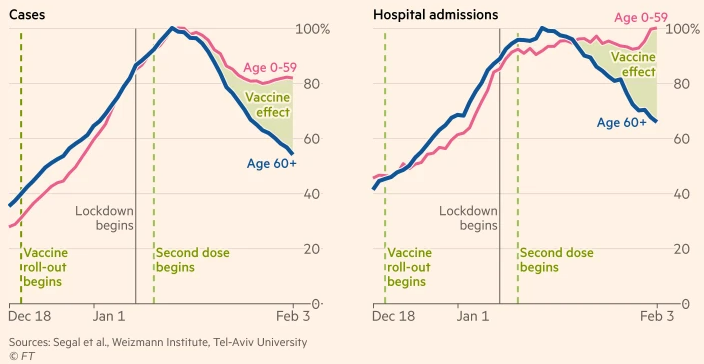 Cases
100%
80
60
40
20
0
Age 0-59
Vaccine
effect
Age 60+
Lockdown
begins
Vaccine
roll-out
begins
Second dose
begins
Dec 18
Jan 1
Feb 3
Hospital admissions
Age 0-59
100%
80
60
40
20
0
Vaccine
effect
Age 60+
Lockdown
begins
Vaccine
roll-out
begins
Second dose
begins
Dec 18
Jan 1
Feb 3
Sources: Segal et al., Weizmann Institute, Tel-Aviv University
© FT